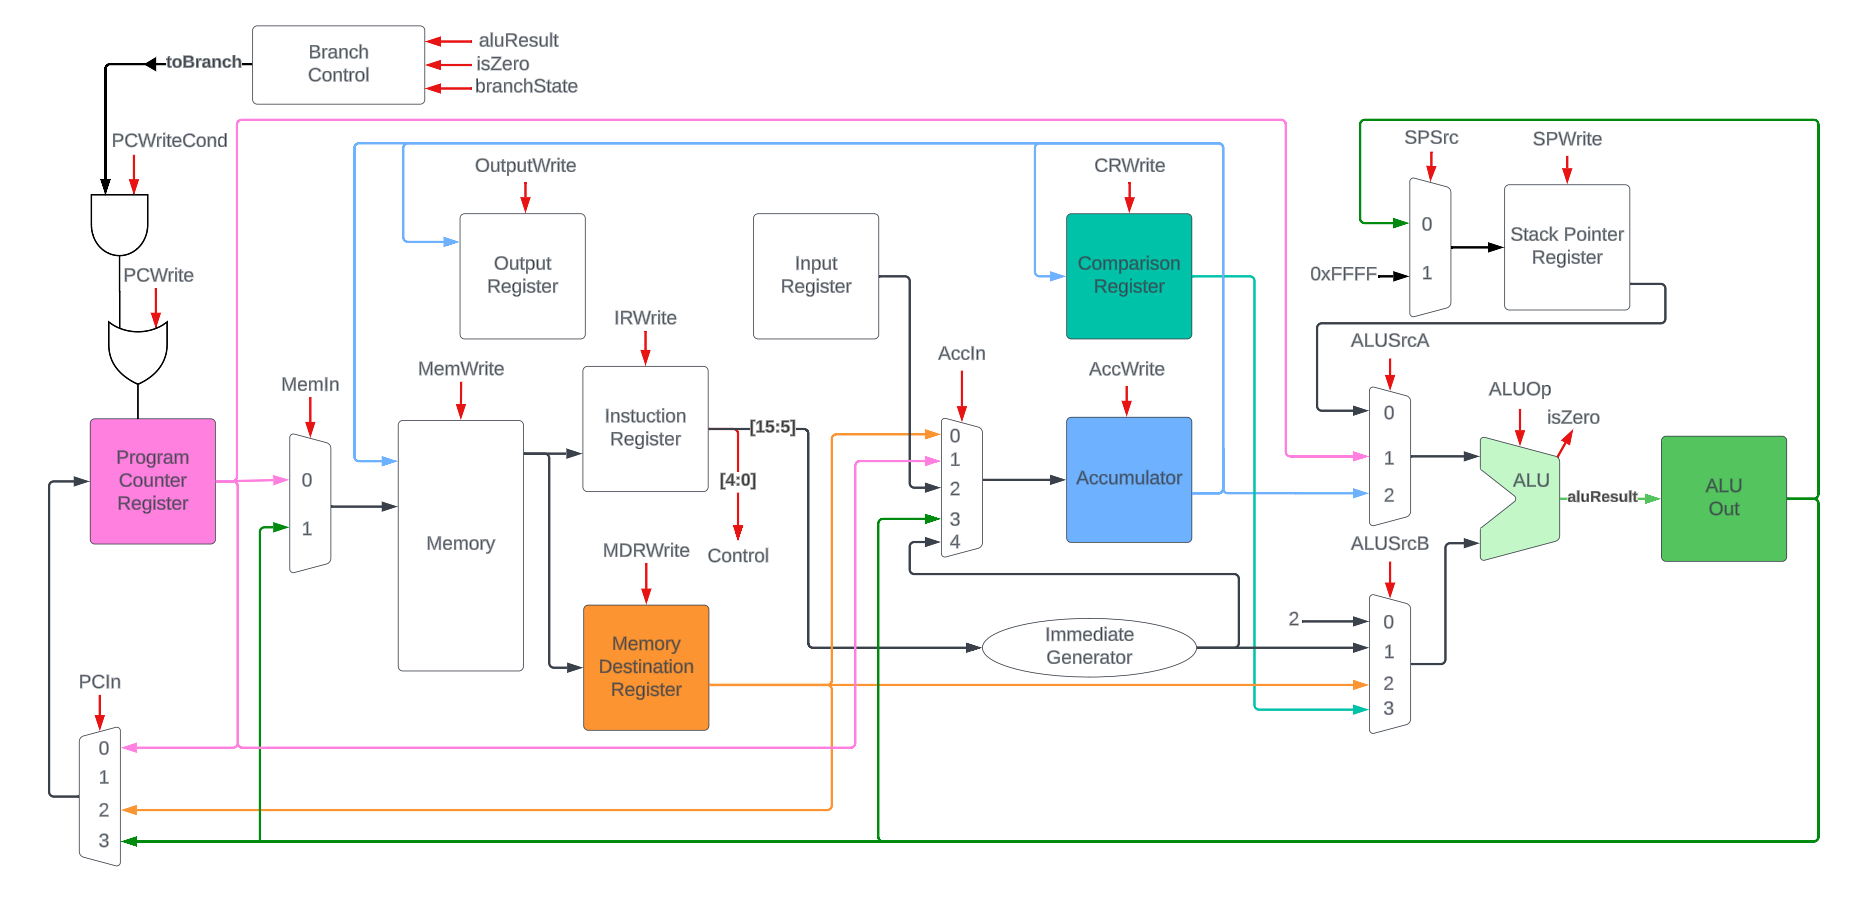 Branch
Control
aluResult
isZero
branchState
toBranch
PCWriteCond
PCWrite
OutputWrite
CRWrite
SPSrc
SPWrite
Output
Register
Input
Register
Comparison
Register
0
1
0xFFFF
Stack Pointer
Register
IRWrite
MemIn
MemWrite
AccIn
AccWrite
ALUSrcA
ALUOp
isZero
Program
Counter
Register
0
1
Memory
Instuction
Register
[15:5]
[4:0]
Control
0
1
2
3
4
Accumulator
0
1
2
ALU
aluResult
ALU
Out
MDRWrite
ALUSrcB
Memory
Destination
Register
Immediate
Generator
2
0
1
2
3
PCIn
0
1
2
3